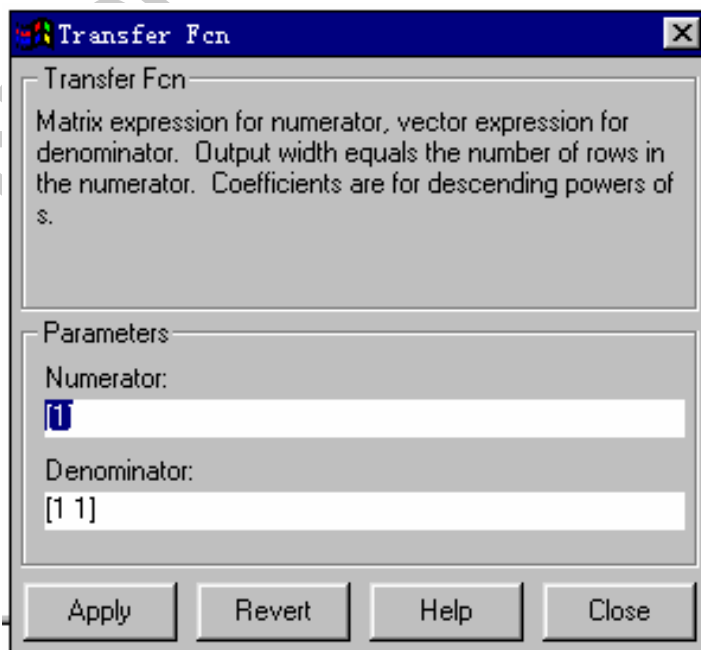 Transfer Fcn
Transfer Fcn
Matrix expression for numerator, vector expression for
denominator. Output width equals the number of rows in
the numerator. Coefficients are for descending powers of
s.
Parameters
Numerator:
[1]
Denominator:
[1 1]
Apply Revert Help Close